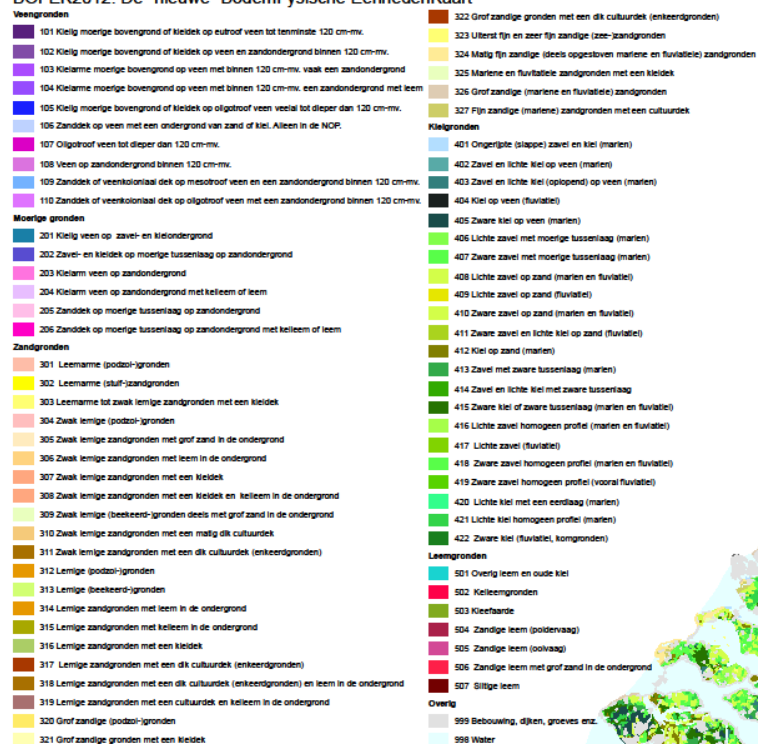 BOFEK2012: De "nieuwe" BodemFysische EenhedenKaart
Veengronden
101 Kleiig moerige bovengrond of kleidek op eutroof veen tot tenminste 120 cm-mv.
102 Kleiig moerige bovengrond of kleidek op veen en zandondergrond binnen 120 cm-mv.
103 Kleiarme moerige bovengrond op veen met binnen 120 cm-mv. vaak een zandondergrond
104 Kleiarme moerige bovengrond op veen met binnen 120 cm-mv. een zandondergrond met leem
105 Kleiig moerige bovengrond of kleidek op oligotroof veen veelal tot dieper dan 120 cm-mv.
106 Zanddek op veen met een ondergrond van zand of klei. Alleen in de NOP.
107 Oligotroof veen tot dieper dan 120 cm-mv.
108 Veen op zandondergrond binnen 120 cm-mv.
109 Zanddek of veenkoloniaal dek op mesotroof veen en een zandondergrond binnen 120 cm-mv.
110 Zanddek of veenkoloniaal dek op oligotroof veen met een zandondergrond binnen 120 cm-mv.
Moerige gronden
201 Kleiig veen op zavel- en kleiondergrond
202 Zavel- en kleidek op moerige tussenlaag op zandondergrond
203 Kleiarm veen op zandondergrond
204 Kleiarm veen op zandondergrond met keileem of leem
205 Zanddek op moerige tussenlaag op zandondergrond
206 Zanddek op moerige tussenlaag op zandondergrond met keileem of leem
Zandgronden
301 Leemarme (podzol-)gronden
302 Leemarme (stuif-)zandgronden
303 Leemarme tot zwak lemige zandgronden met een kleidek
304 Zwak lemige (podzol-)gronden
305 Zwak lemige zandgronden met grof zand in de ondergrond
306 Zwak lemige zandgronden met leem in de ondergrond
307 Zwak lemige zandgronden met een kleidek
308 Zwak lemige zandgronden met een kleidek en keileem in de ondergrond
309 Zwak lemige (beekeerd-)gronden deels met grof zand in de ondergrond
310 Zwak lemige zandgronden met een matig dik cultuurdek
311 Zwak lemige zandgronden met een dik cultuurdek (enkeerdgronden)
312 Lemige (podzol-)gronden
313 Lemige (beekeerd-)gronden
314 Lemige zandgronden met leem in de ondergrond
315 Lemige zandgronden met keileem in de ondergrond
316 Lemige zandgronden met een kleidek
317 Lemige zandgronden met een dik cultuurdek (enkeerdgronden)
318 Lemige zandgronden met een dik cultuurdek (enkeerdgronden) en leem in de ondergrond
319 Lemige zandgronden met een cultuurdek en keileem in de ondergrond
320 Grof zandige (podzol-)gronden
321 Grof zandige gronden met een kleidek
322 Grof zandige gronden met een dik cultuurdek (enkeerdgronden)
323 Uiterst fijn en zeer fijn zandige (zee-)zandgronden
324 Matig fijn zandige (deels opgestoven mariene en fluviatiele) zandgronden
325 Mariene en fluvitatiele zandgronden met een kleidek
326 Grof zandige (mariene en fluviatiele) zandgronden
327 Fijn zandige (mariene) zandgronden met een cultuurdek
Kleigronden
401 Ongerijpte (slappe) zavel en klei (marien)
402 Zavel en lichte klei op veen (marien)
403 Zavel en lichte klei (oplopend) op veen (marien)
404 Klei op veen (fluviatiel)
405 Zware klei op veen (marien)
406 Lichte zavel met moerige tussenlaag (marien)
407 Zware zavel met moerige tussenlaag (marien)
408 Lichte zavel op zand (marien en fluviatiel)
409 Lichte zavel op zand (fluviatiel)
410 Zware zavel op zand (marien en fluviatiel)
411 Zware zavel en lichte klei op zand (fluviatiel)
412 Klei op zand (marien)
413 Zavel met zware tussenlaag (marien)
414 Zavel en lichte klei met zware tussenlaag
415 Zware klei of zware tussenlaag (marien en fluviatiel)
416 Lichte zavel homogeen profiel (marien en fluviatiel)
417 Lichte zavel (fluviatiel)
418 Zware zavel homogeen profiel (marien en fluviatiel)
419 Zware zavel homogeen profiel (vooral fluviatiel)
420 Lichte klei met een eerdlaag (marien)
421 Lichte klei homogeen profiel (marien)
422 Zware klei (fluviatiel, komgronden)
Leemgronden
501 Overig leem en oude klei
502 Keileemgronden
503 Kleefaarde
504 Zandige leem (poldervaag)
505 Zandige leem (ooivaag)
506 Zandige leem met grof zand in de ondergrond
507 Siltige leem
Overig
999 Bebouwing, dijken, groeves enz.
998 Water